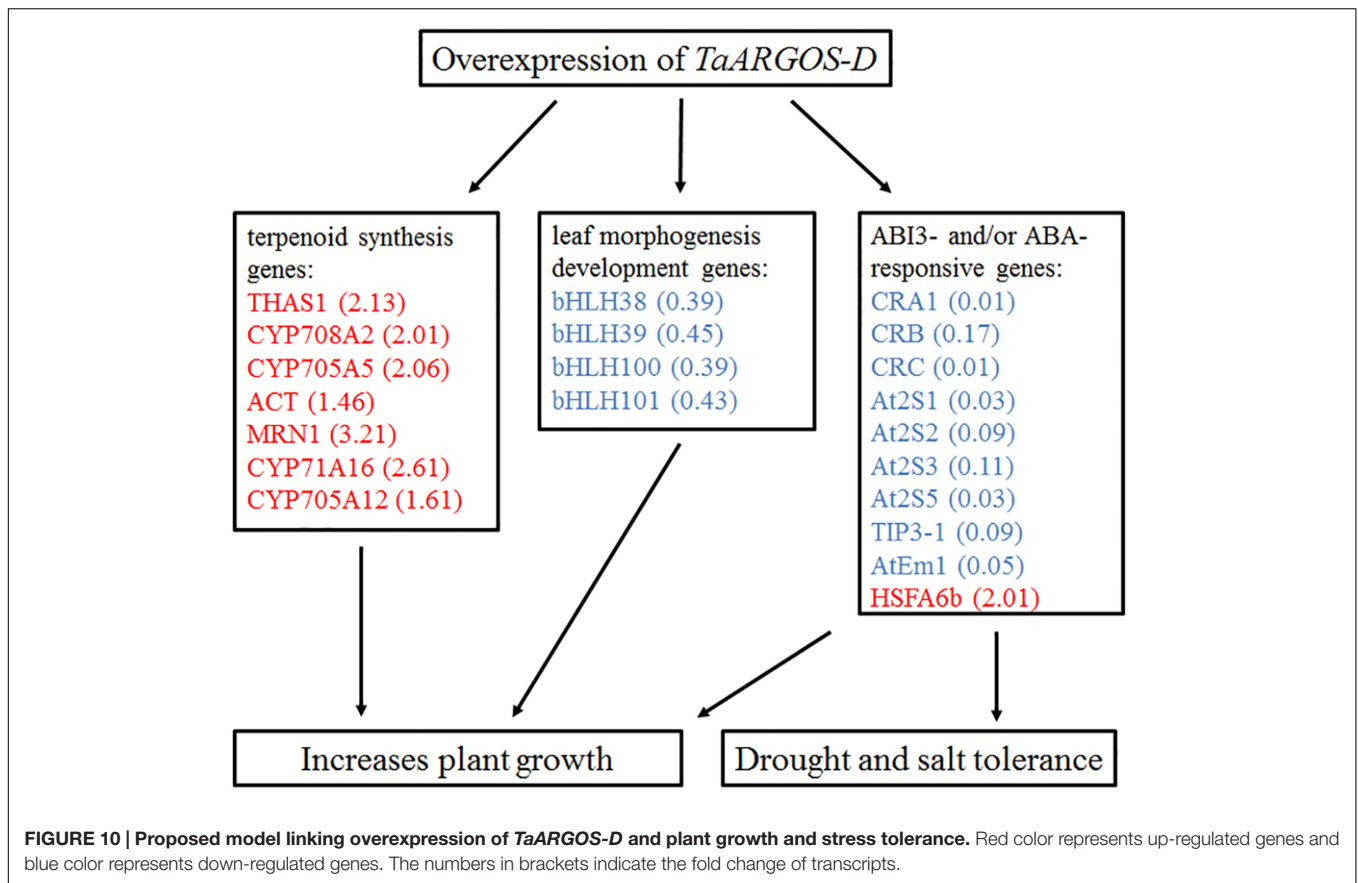 Overexpression of TaARGOS-D
terpenoid synthesis
genes:
THAS1 (2.13)
CYP708A2 (2.01)
CYP705A5 (2.06)
ACT (1.46)
MRN1 (3.21)
CYP71A16 (2.61)
CYP705A12 (1.61)
leaf morphogenesis
development genes:
bHLH38 (0.39)
bHLH39 (0.45)
bHLH100 (0.39)
bHLH101 (0.43)
ABI3- and/or ABA-
responsive genes:
CRA1 (0.01)
CRB (0.17)
CRC (0.01)
At2S1 (0.03)
At2S2 (0.09)
At2S3 (0.11)
At2S5 (0.03)
TIP3-1 (0.09)
AtEm1 (0.05)
HSFA6b (2.01)
Increases plant growth
Drought and salt tolerance
FIGURE 10 | Proposed model linking overexpression of TaARGOS-D and plant growth and stress tolerance. Red color represents up-regulated genes and
blue color represents down-regulated genes. The numbers in brackets indicate the fold change of transcripts.